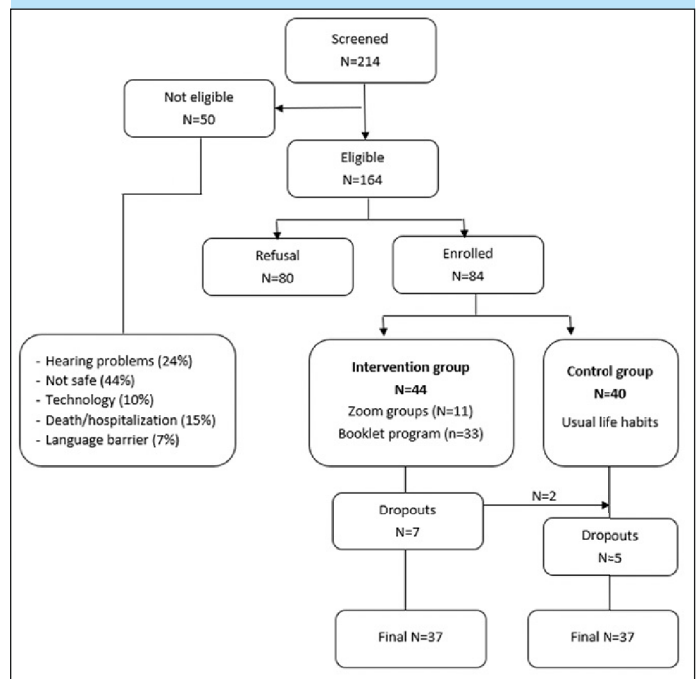 Screened
N=214
Not eligible
N=50
Eligible
N=164
Refusal
N=80
Enrolled
N=84
- Hearing problems (24%)
- Not safe (44%)
- Technology (10%)
- Death/hospitalization (15%)
- Language barrier (7%)
Intervention group
N=44
Zoom groups (N=11)
Booklet program (n=33)
Control group
N=40
Usual life habits
Dropouts
N=7
N=2
Dropouts
N=5
Final N=37
Final N=37